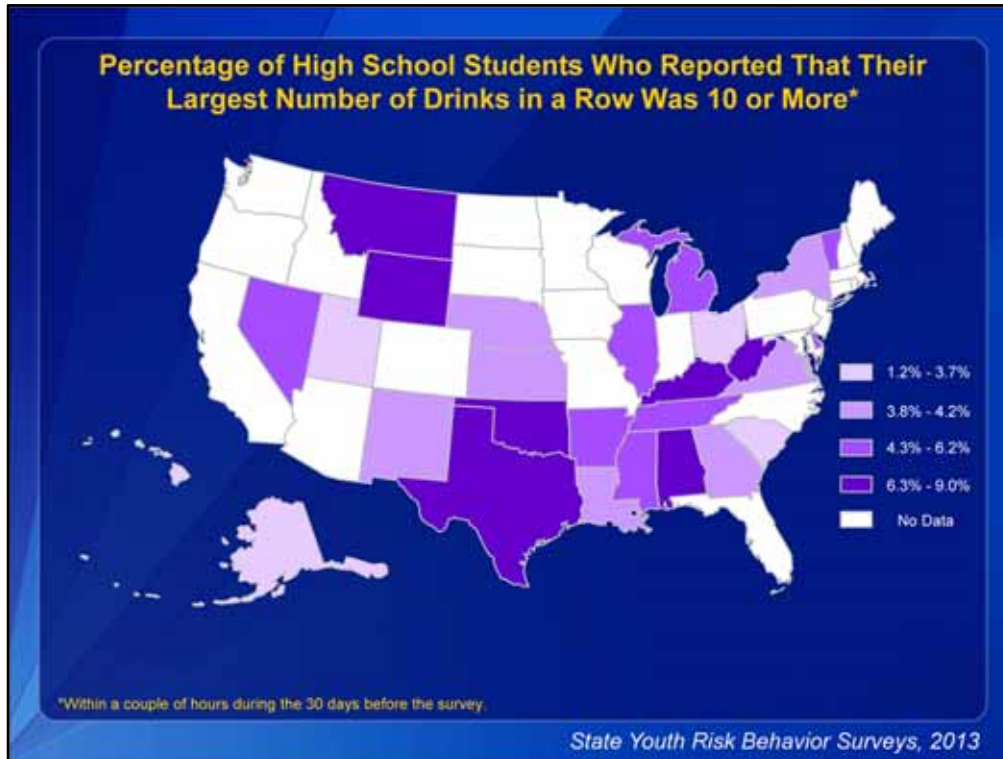 Percentage of High School Students Who Reported That Their
Largest Number of Drinks in a Row Was 10 or More*
1.2% - 3.7%
3.8% - 4.2%
4.3% - 6.2%
6.3% - 9.0%
No Data
*Within a couple of hours during the 30 days before the survey.
State Youth Risk Behavior Surveys, 2013